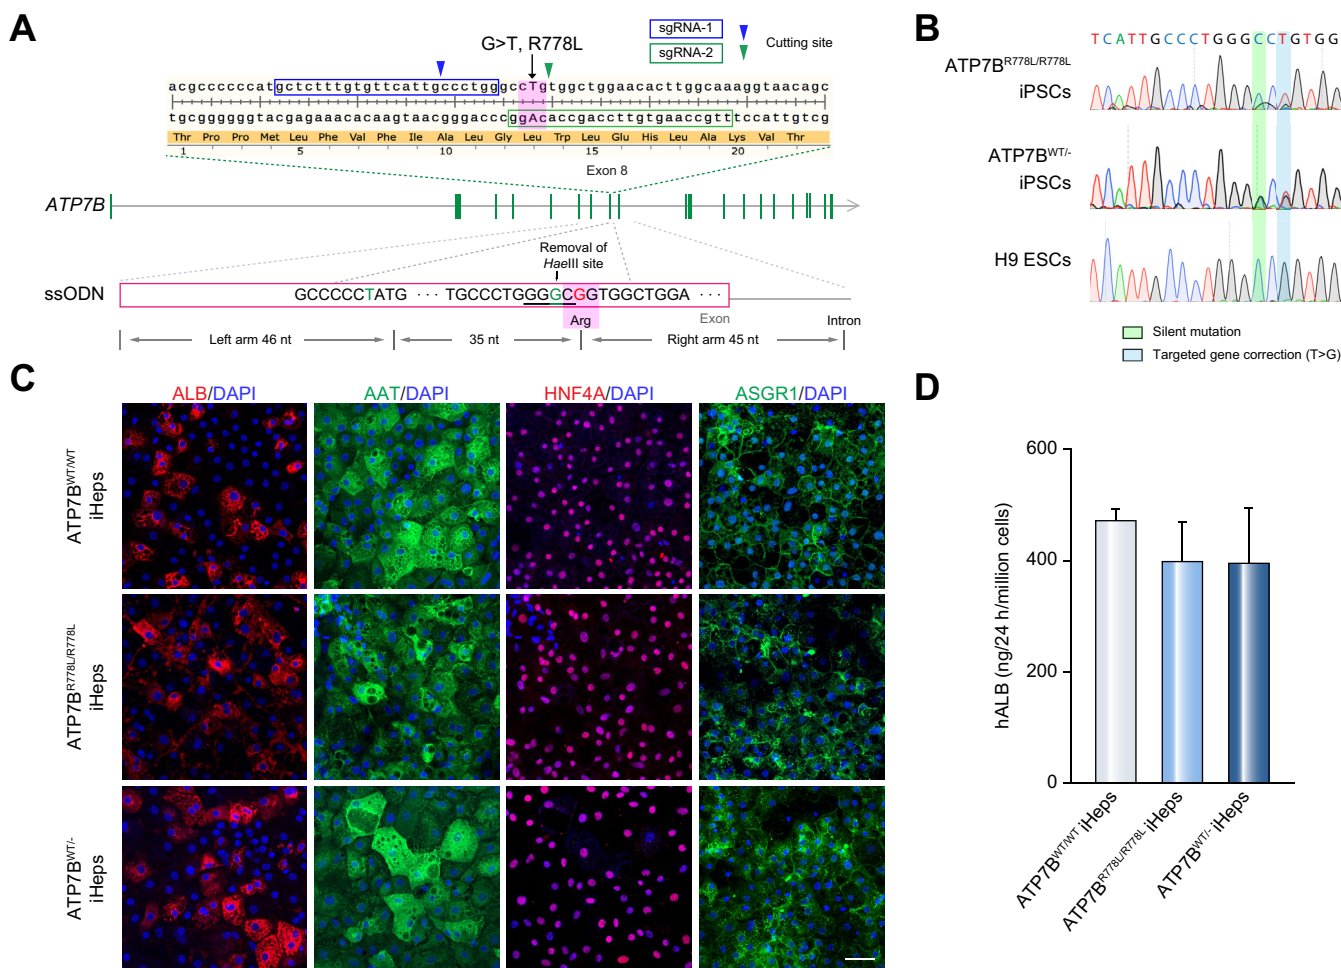 A
sgRNA-1
sgRNA-2
Cutting site
G>T, R778L
acgccccccatgctctttgtgttcattgccctgggcCTGtggctggaacacttggcaaaggtaacagc
tgcggggggtacgagaaacacaagtaacgggacccggAcaccgaccttgtgaaccgtttccattgtcg
Thr Pro Pro Met Leu Phe Val Phe Ile Ala Leu Gly Leu Trp Leu Glu His Leu Ala Lys Val Thr
1 5 10 15 20
Exon 8
ATP7B
Removal of
HaeIII site
ssODN
GCCCCCTATG ··· TGCCCTGGGGCGGTGGCTGGA ···
Arg
Exon
Intron
Left arm 46 nt
35 nt
Right arm 45 nt
B
TCATTGCCCTGGGCCTGTGG
ATP7BR778L/R778L
iPSCs
ATP7BWT/-
iPSCs
H9 ESCs
Silent mutation
Targeted gene correction (T>G)
C
ALB/DAPI
AAT/DAPI
HNF4A/DAPI
ASGR1/DAPI
ATP7BWT/WT
iHeps
ATP7BR778L/R778L
iHeps
ATP7BWT/-
iHeps
D
hALB (ng/24 h/million cells)
600
400
200
0
ATP7BWT/WT iHeps
ATP7BR778L/R778L iHeps
ATP7BWT/- iHeps